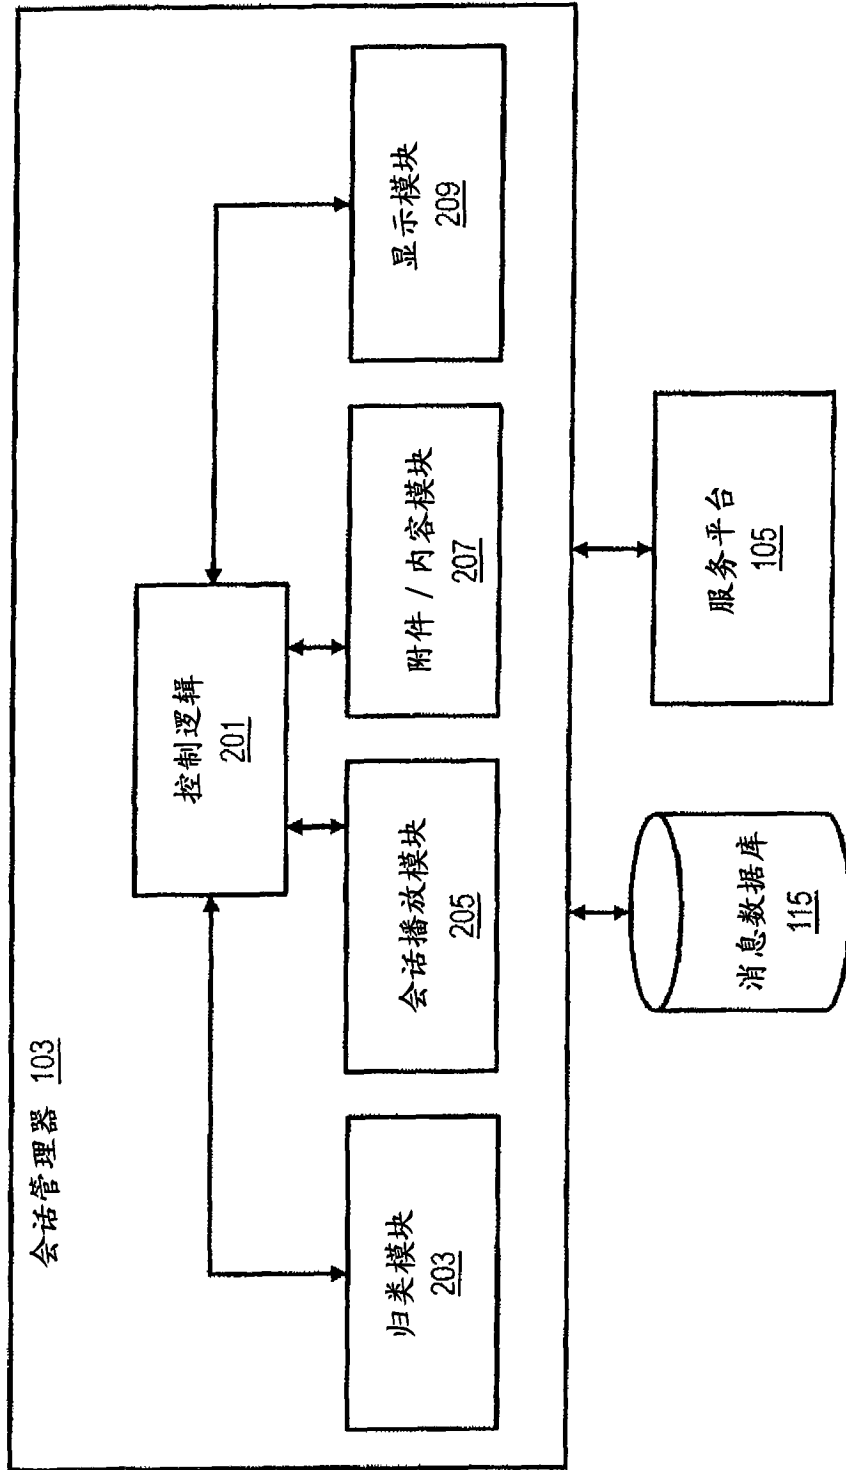 会话管理器 103
控制逻辑
201
归类模块
203
会话播放模块
205
附件/内容模块
207
显示模块
209
消息数据库
115
服务平台
105